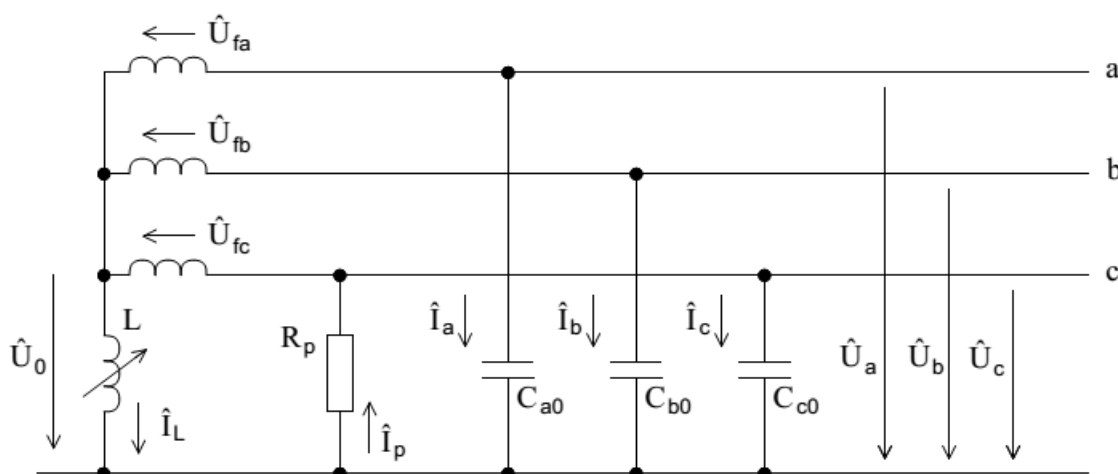 Û_fa
a
Û_fb
b
Û_fc
c
Û_0
L
R_p
Î_a
Î_b
Î_c
Û_a
Û_b
Û_c
C_a0
C_b0
C_c0
Î_L
Î_p